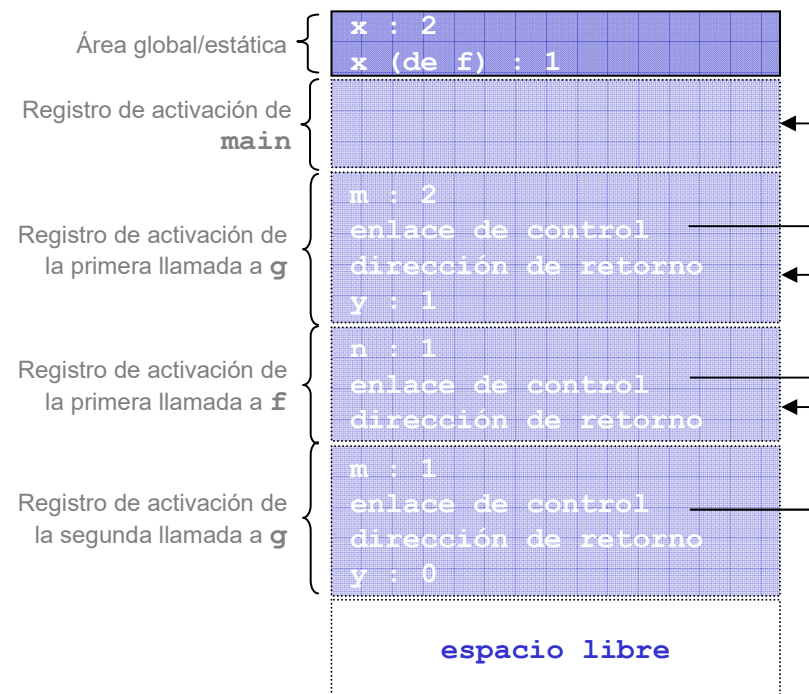 Área global/estática
x : 2
x (de f) : 1
Registro de activación de
main
Registro de activación de
la primera llamada a g
m : 2
enlace de control
dirección de retorno
y : 1
Registro de activación de
la primera llamada a f
n : 1
enlace de control
dirección de retorno
Registro de activación de
la segunda llamada a g
m : 1
enlace de control
dirección de retorno
y : 0
espacio libre